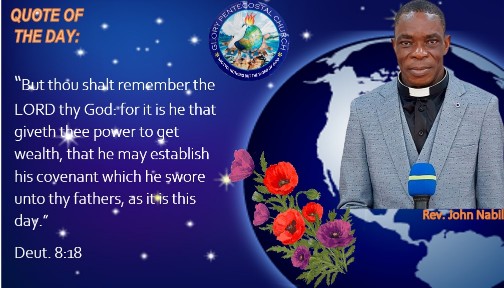 QUOTE OF
THE DAY:
GLORY PENTECOSTAL CHURCH
"But thou shalt remember the
LORD thy God: for it is he that
giveth thee power to get
wealth, that he may establish
his covenant which he swore
unto thy fathers, as it is this
day."
Deut. 8:18
Rev. John Nabil